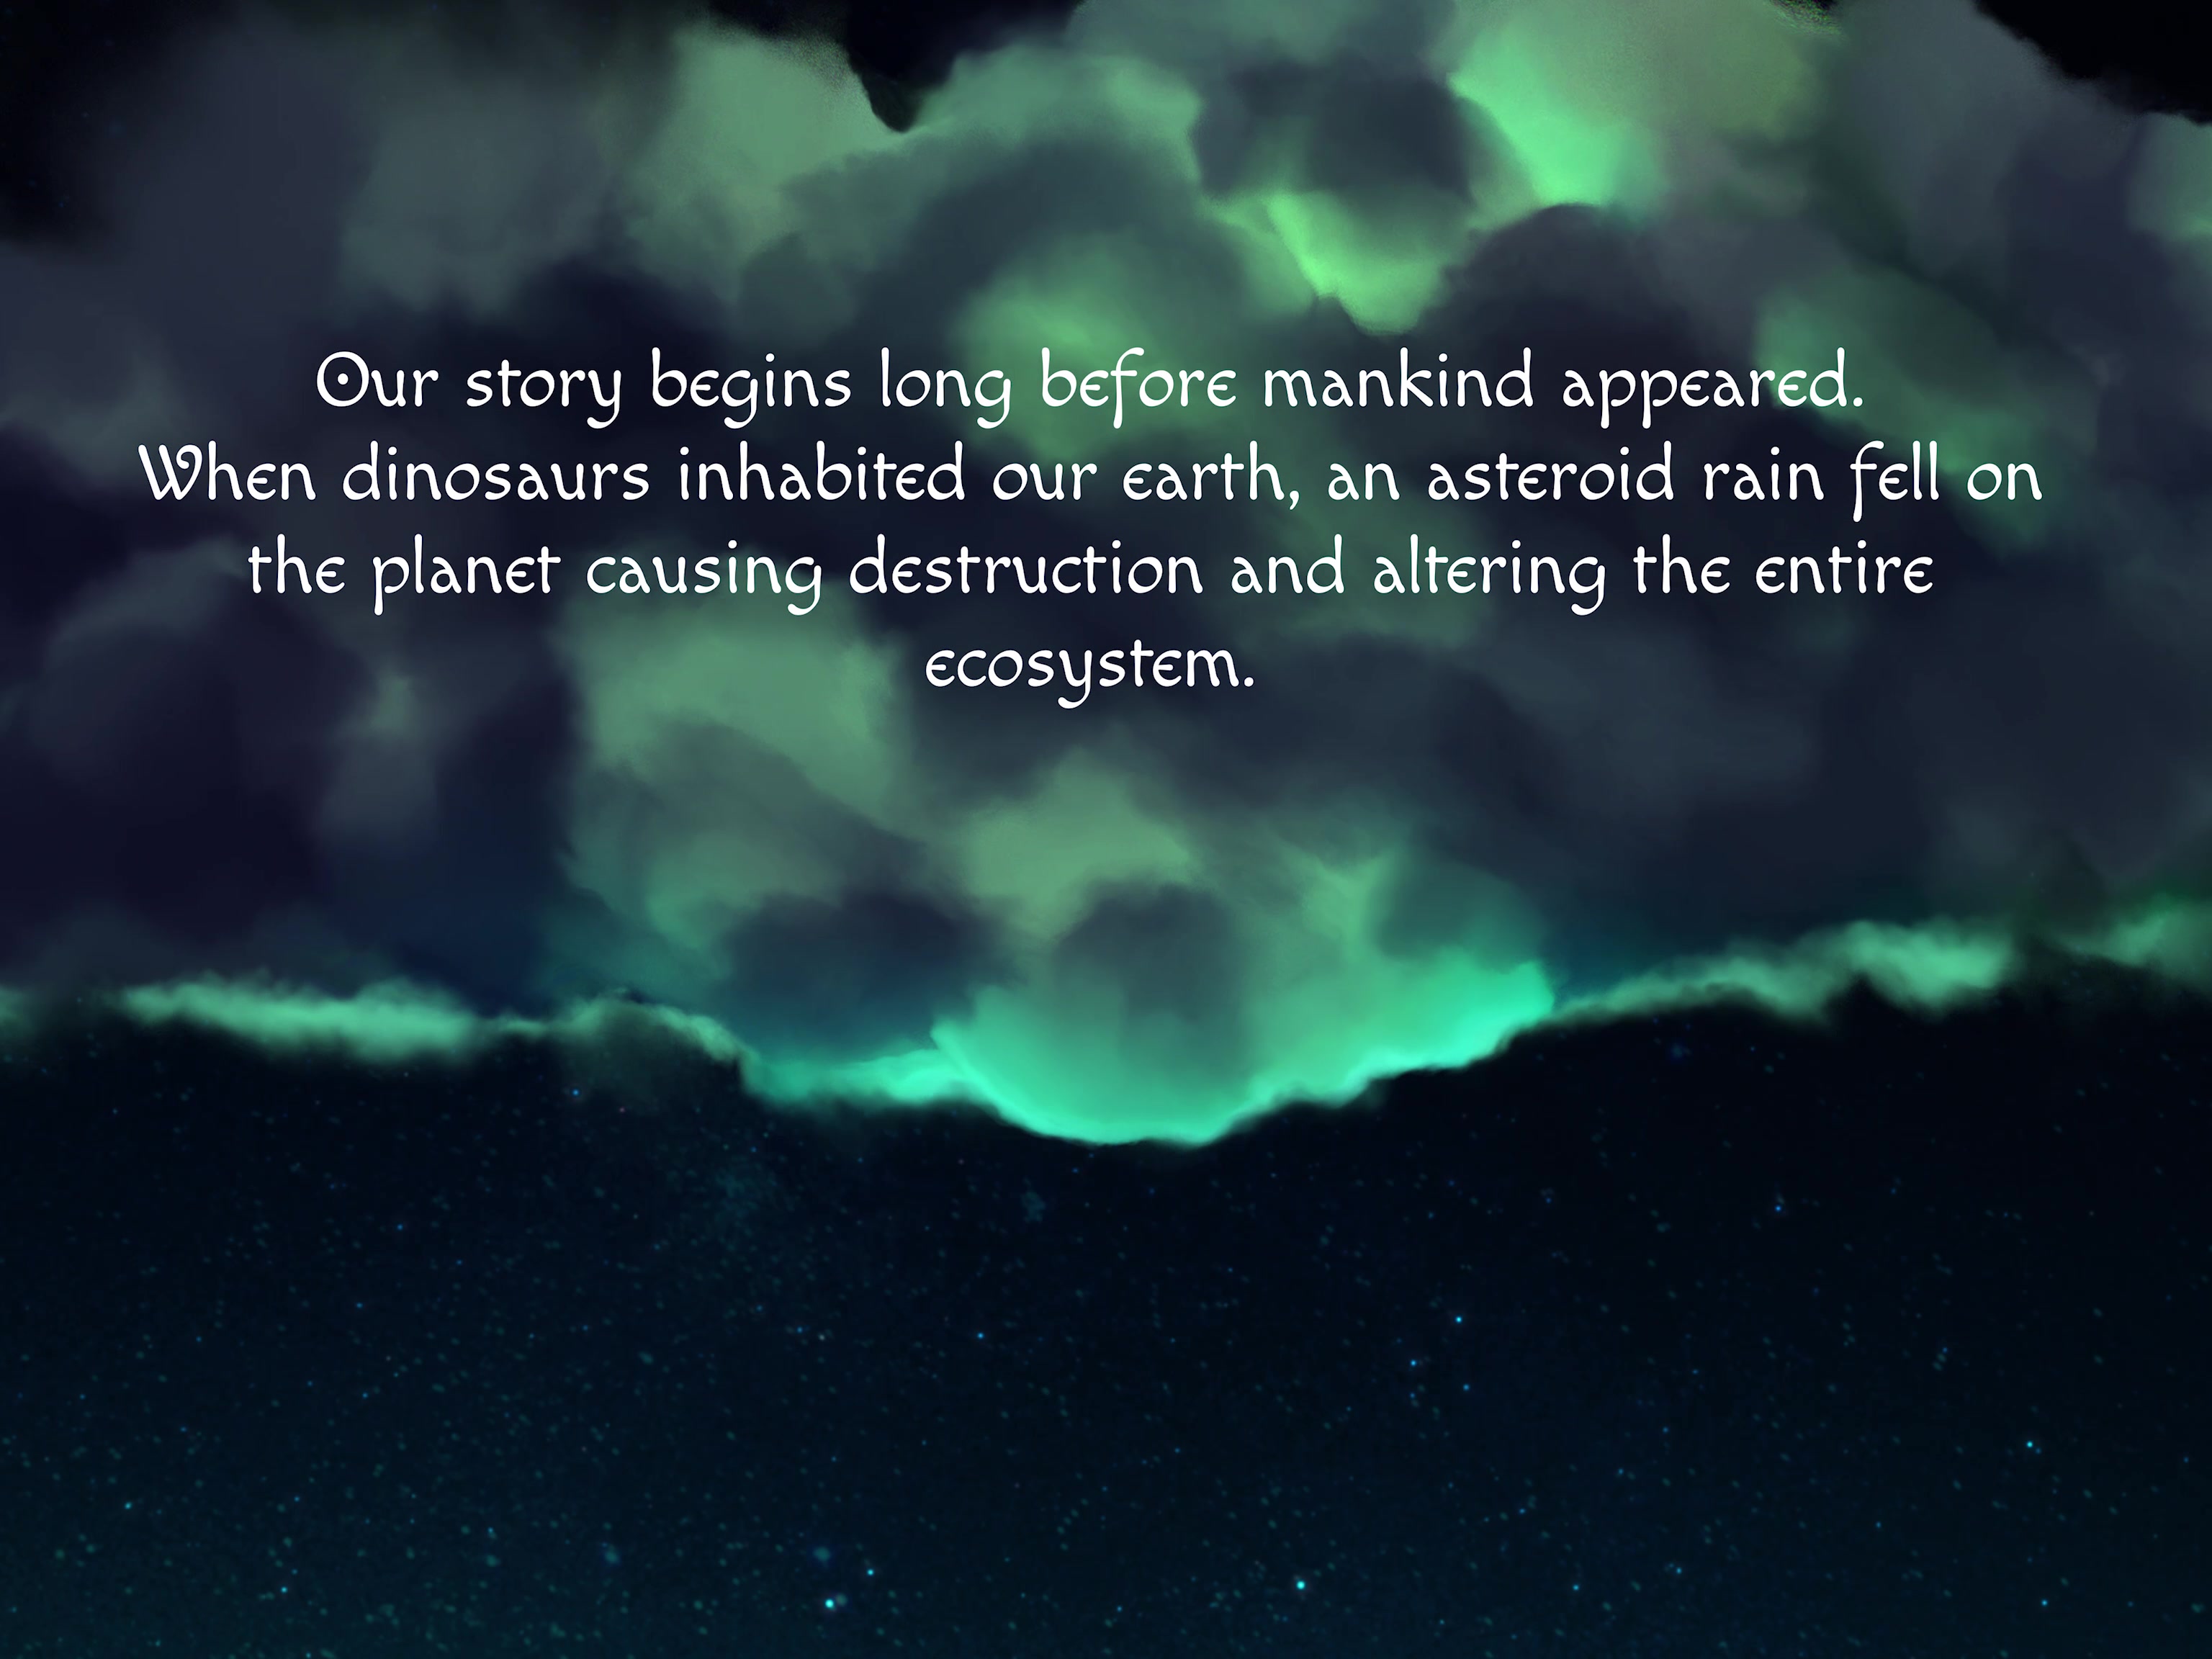 Our story begins long before mankind appeared.
When dinosaurs inhabited our earth, an asteroid rain fell on
the planet causing destruction and altering the entire
ecosystem.